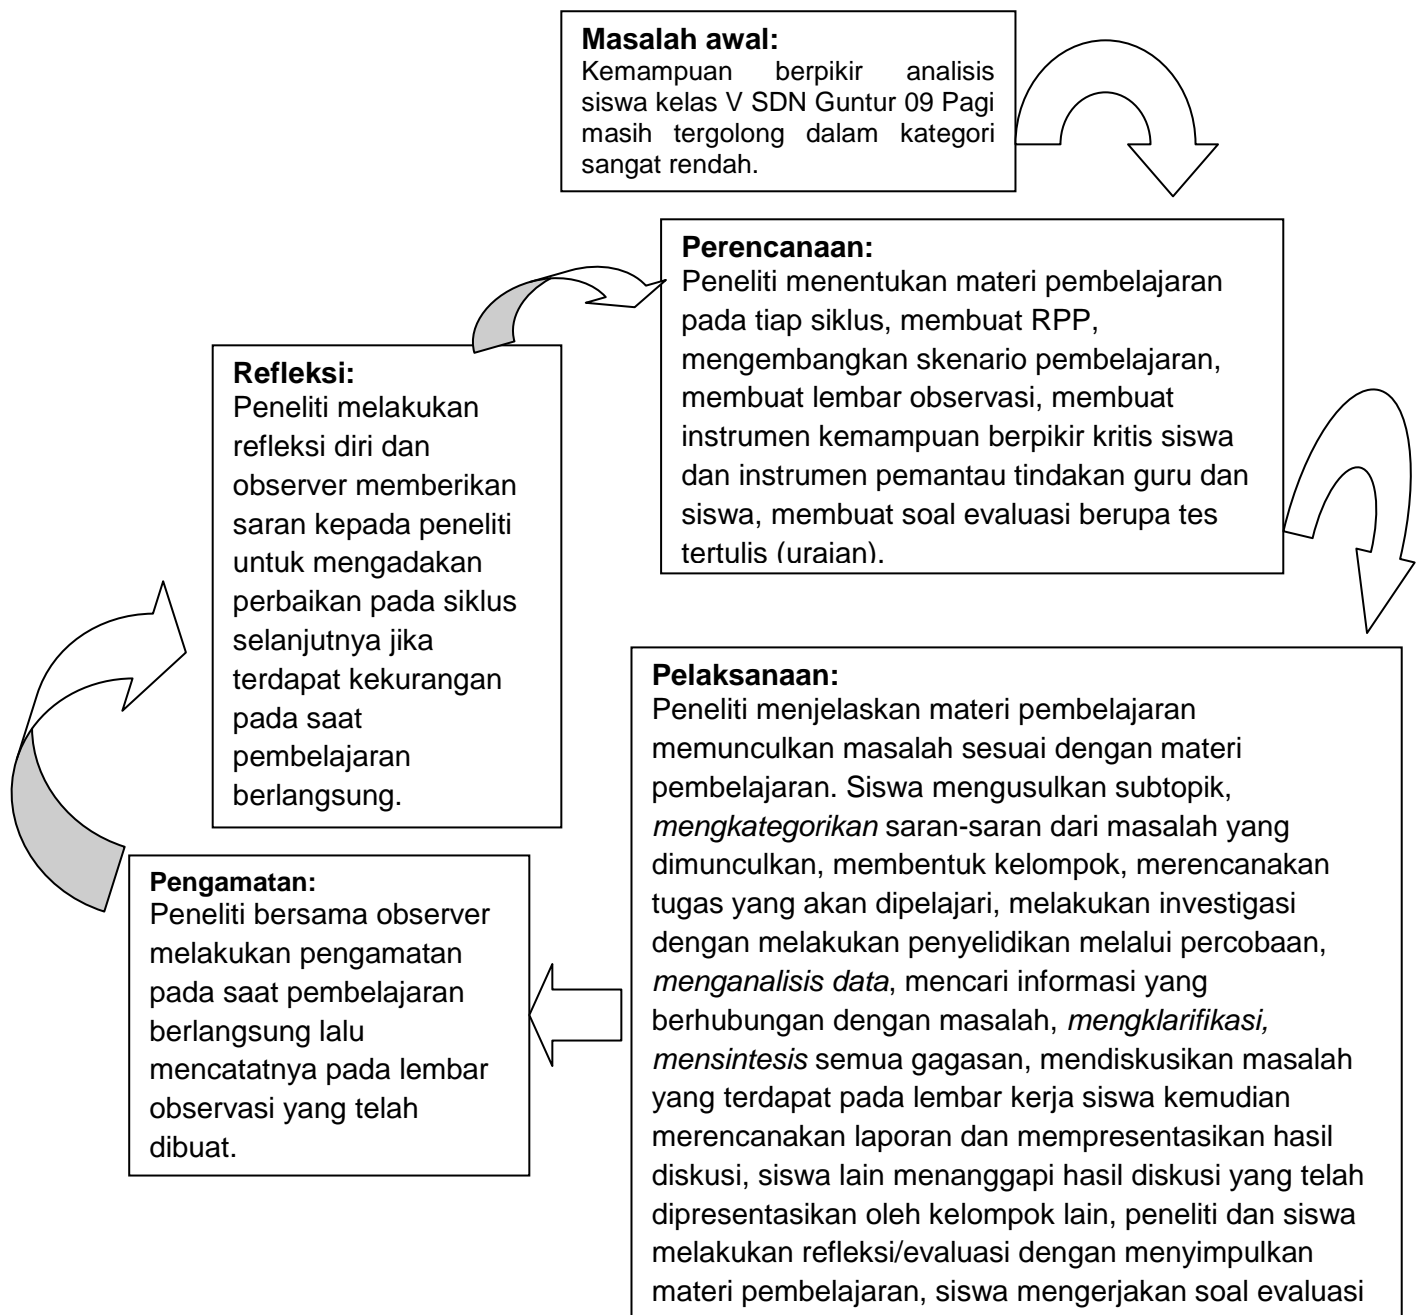 Masalah awal:
Kemampuan berpikir analisis
siswa kelas V SDN Guntur 09 Pagi
masih tergolong dalam kategori
sangat rendah.
Perencanaan:
Peneliti menentukan materi pembelajaran
pada tiap siklus, membuat RPP,
mengembangkan skenario pembelajaran,
membuat lembar observasi, membuat
instrumen kemampuan berpikir kritis siswa
dan instrumen pemantau tindakan guru dan
siswa, membuat soal evaluasi berupa tes
tertulis (uraian).
Refleksi:
Peneliti melakukan
refleksi diri dan
observer memberikan
saran kepada peneliti
untuk mengadakan
perbaikan pada siklus
selanjutnya jika
terdapat kekurangan
pada saat
pembelajaran
berlangsung.
Pelaksanaan:
Peneliti menjelaskan materi pembelajaran
memunculkan masalah sesuai dengan materi
pembelajaran. Siswa mengusulkan subtopik,
mengkategorikan saran-saran dari masalah yang
dimunculkan, membentuk kelompok, merencanakan
tugas yang akan dipelajari, melakukan investigasi
dengan melakukan penyelidikan melalui percobaan,
menganalisis data, mencari informasi yang
berhubungan dengan masalah, mengklarifikasi,
mensintesis semua gagasan, mendiskusikan masalah
yang terdapat pada lembar kerja siswa kemudian
merencanakan laporan dan mempresentasikan hasil
diskusi, siswa lain menanggapi hasil diskusi yang telah
dipresentasikan oleh kelompok lain, peneliti dan siswa
melakukan refleksi/evaluasi dengan menyimpulkan
materi pembelajaran, siswa mengerjakan soal evaluasi
Pengamatan:
Peneliti bersama observer
melakukan pengamatan
pada saat pembelajaran
berlangsung lalu
mencatatnya pada lembar
observasi yang telah
dibuat.